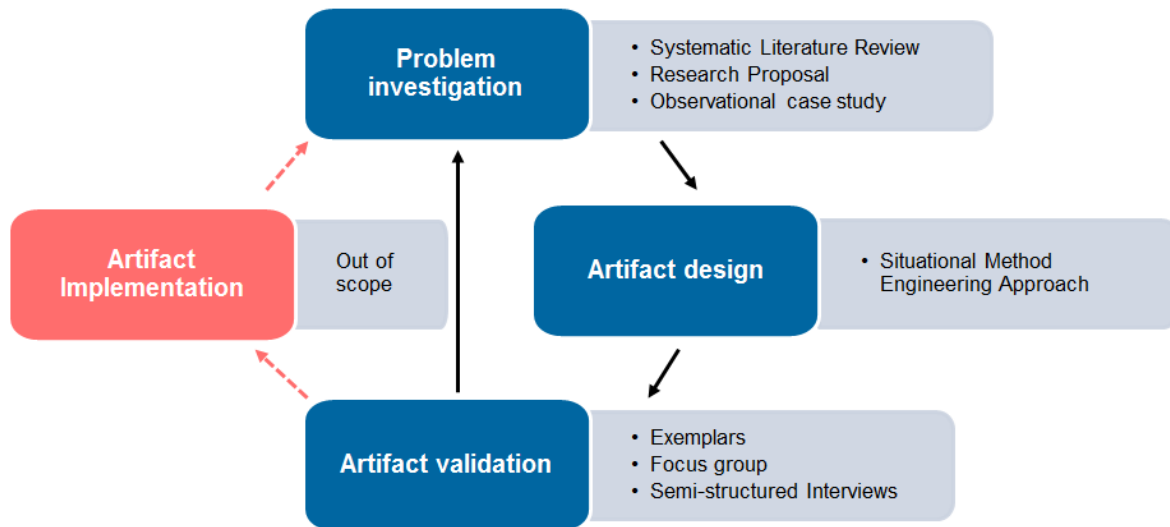 Problem
investigation
• Systematic Literature Review
• Research Proposal
• Observational case study
Artifact
Implementation
Out of
scope
Artifact design
• Situational Method
Engineering Approach
Artifact validation
• Exemplars
• Focus group
• Semi-structured Interviews